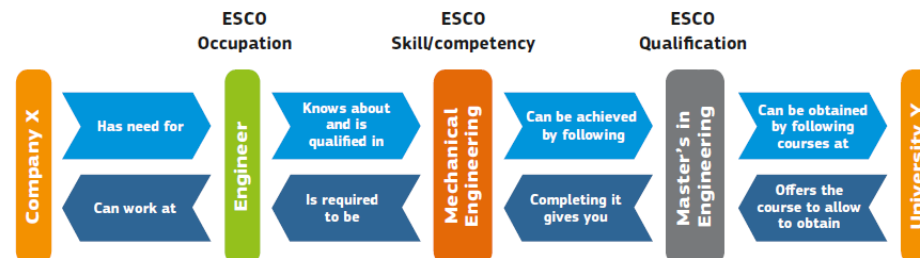 ESCO
Occupation
ESCO
Skill/competency
ESCO
Qualification
Company X
Has need for
Can work at
Engineer
Knows about
and is
qualified in
Is required
to be
Mechanical
Engineering
Can be achieved
by following
Completing it
gives you
Master's in
Engineering
Can be obtained
by following
courses at
Offers the
course to allow
to obtain
University Y